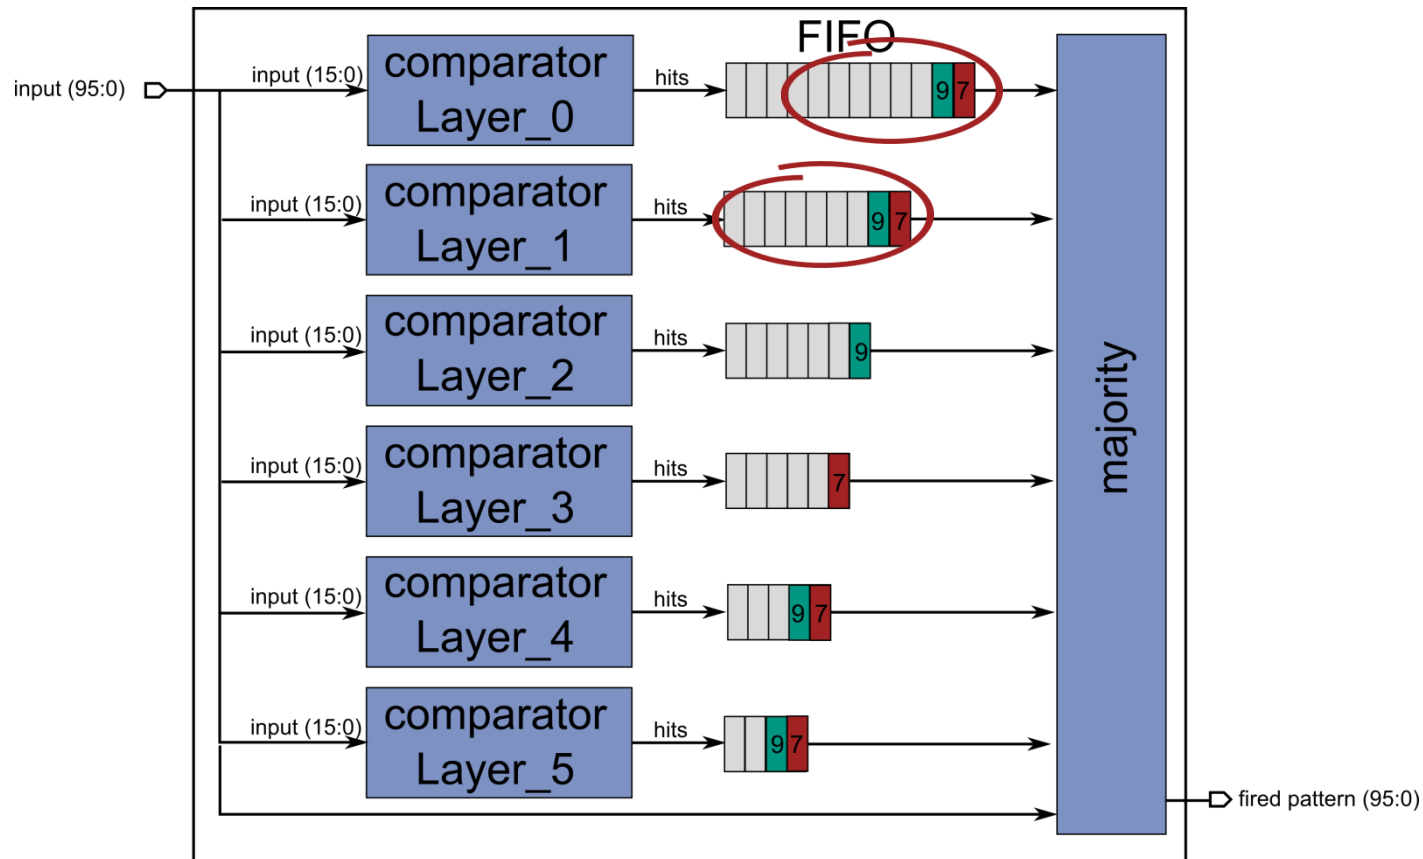 FIFO
input (95:0)
input (15:0)
comparator
Layer_0
hits
9 7
input (15:0)
comparator
Layer_1
hits
9 7
input (15:0)
comparator
Layer_2
hits
9
input (15:0)
comparator
Layer_3
hits
7
input (15:0)
comparator
Layer_4
hits
9 7
input (15:0)
comparator
Layer_5
hits
9 7
majority
fired pattern (95:0)